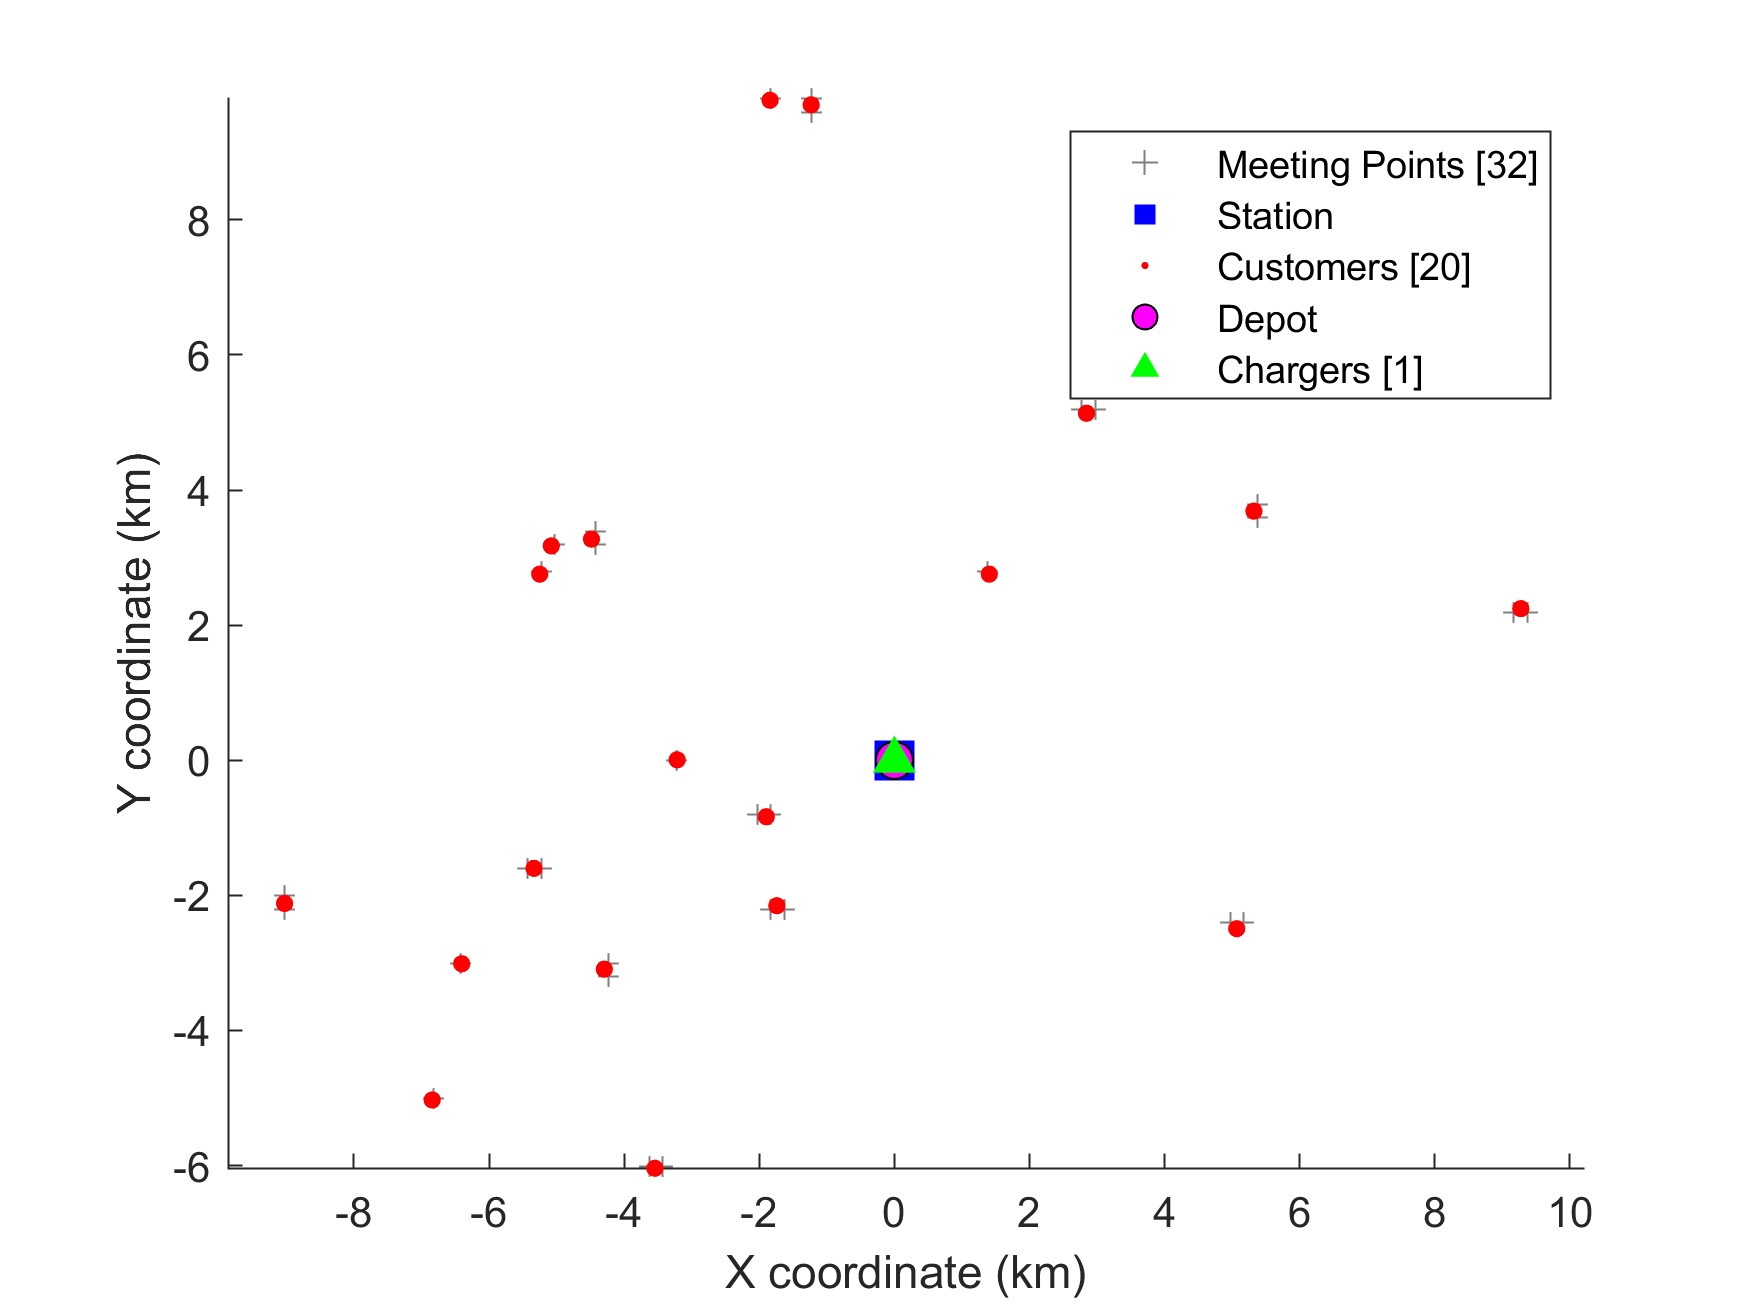 Meeting Points [32]
Station
Customers [20]
Depot
Chargers [1]
8
6
4
2
0
-2
-4
-6
Y coordinate (km)
-8 -6 -4 -2 0 2 4 6 8 10
X coordinate (km)